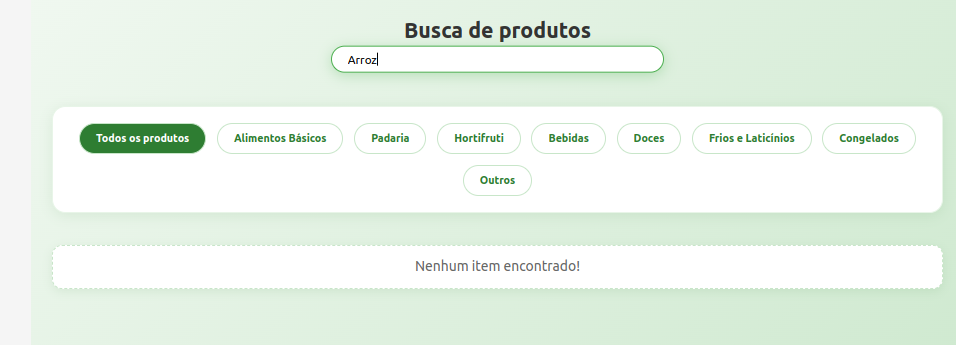 Busca de produtos
Arroz
Todos os produtos Alimentos Básicos Padaria Hortifruti Bebidas Doces Frios e Laticínios Congelados
Outros
Nenhum item encontrado!